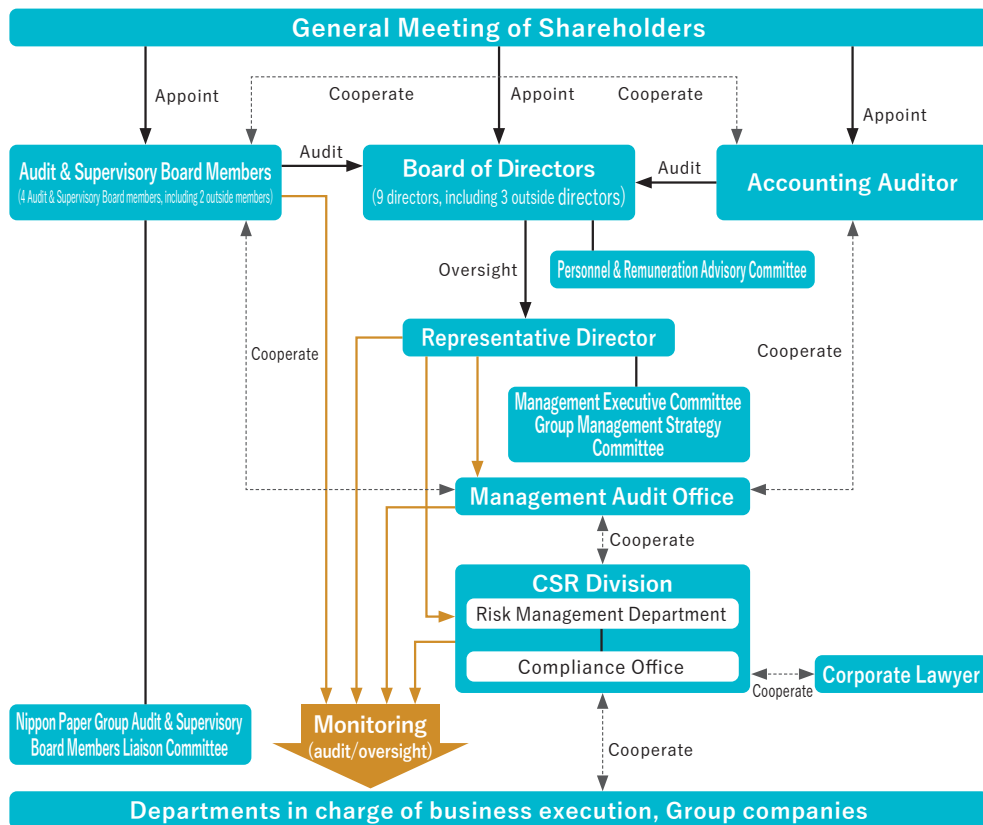 General Meeting of Shareholders
Appoint
Cooperate
Appoint
Cooperate
Appoint
Audit & Supervisory Board Members
(4 Audit & Supervisory Board members, including 2 outside members)
Audit
Board of Directors
(9 directors, including 3 outside directors)
Audit
Accounting Auditor
Oversight
Personnel & Remuneration Advisory Committee
Representative Director
Cooperate
Cooperate
Management Executive Committee
Group Management Strategy
Committee
Management Audit Office
Cooperate
CSR Division
Risk Management Department
Compliance Office
Cooperate
Corporate Lawyer
Nippon Paper Group Audit & Supervisory
Board Members Liaison Committee
Monitoring
(audit/oversight)
Cooperate
Departments in charge of business execution, Group companies